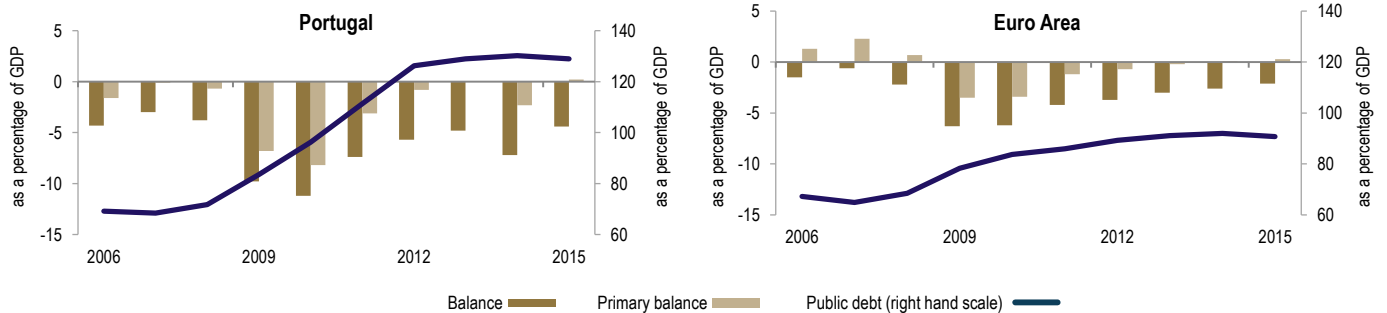 Portugal
as a percentage of GDP
5
0
-5
-10
-15
140
120
100
80
60
as a percentage of GDP
2006 2009 2012 2015
Euro Area
as a percentage of GDP
5
0
-5
-10
-15
140
120
100
80
60
as a percentage of GDP
2006 2009 2012 2015
Balance Primary balance Public debt (right hand scale)